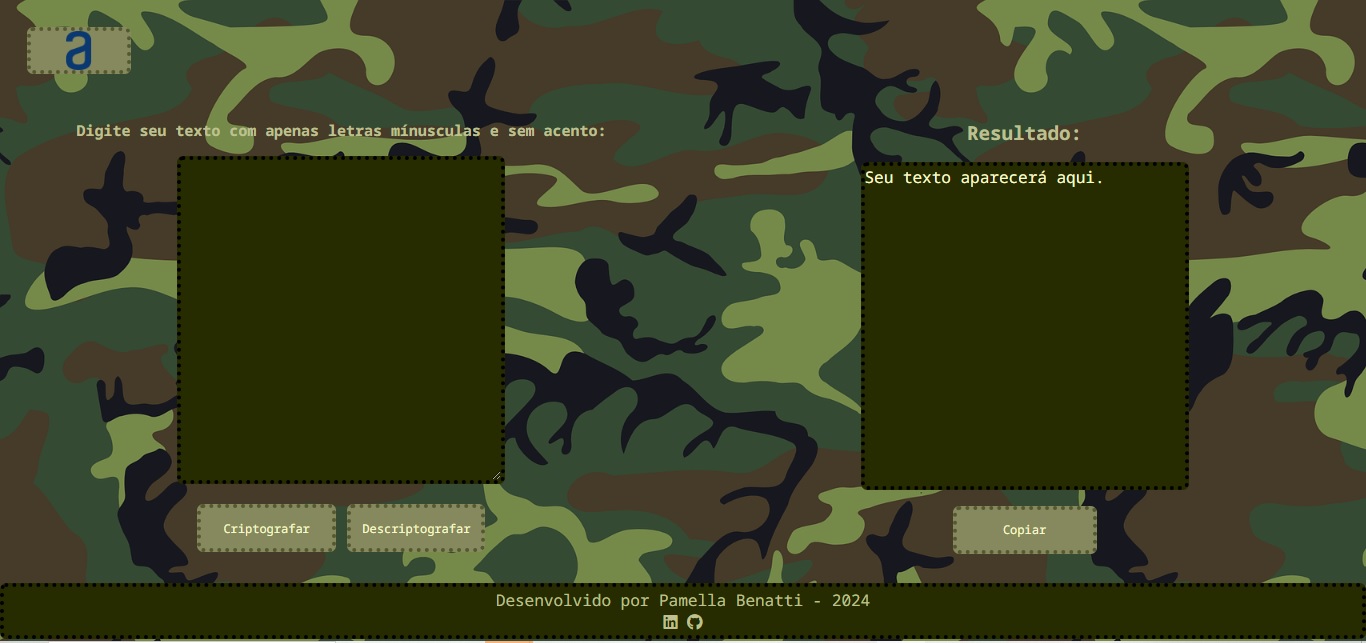 a
Digite seu texto com apenas letras mínusculas e sem acento:
Resultado:
Seu texto aparecerá aqui.
Criptografar
Descriptografar
Copiar
Desenvolvido por Pamella Benatti - 2024
in